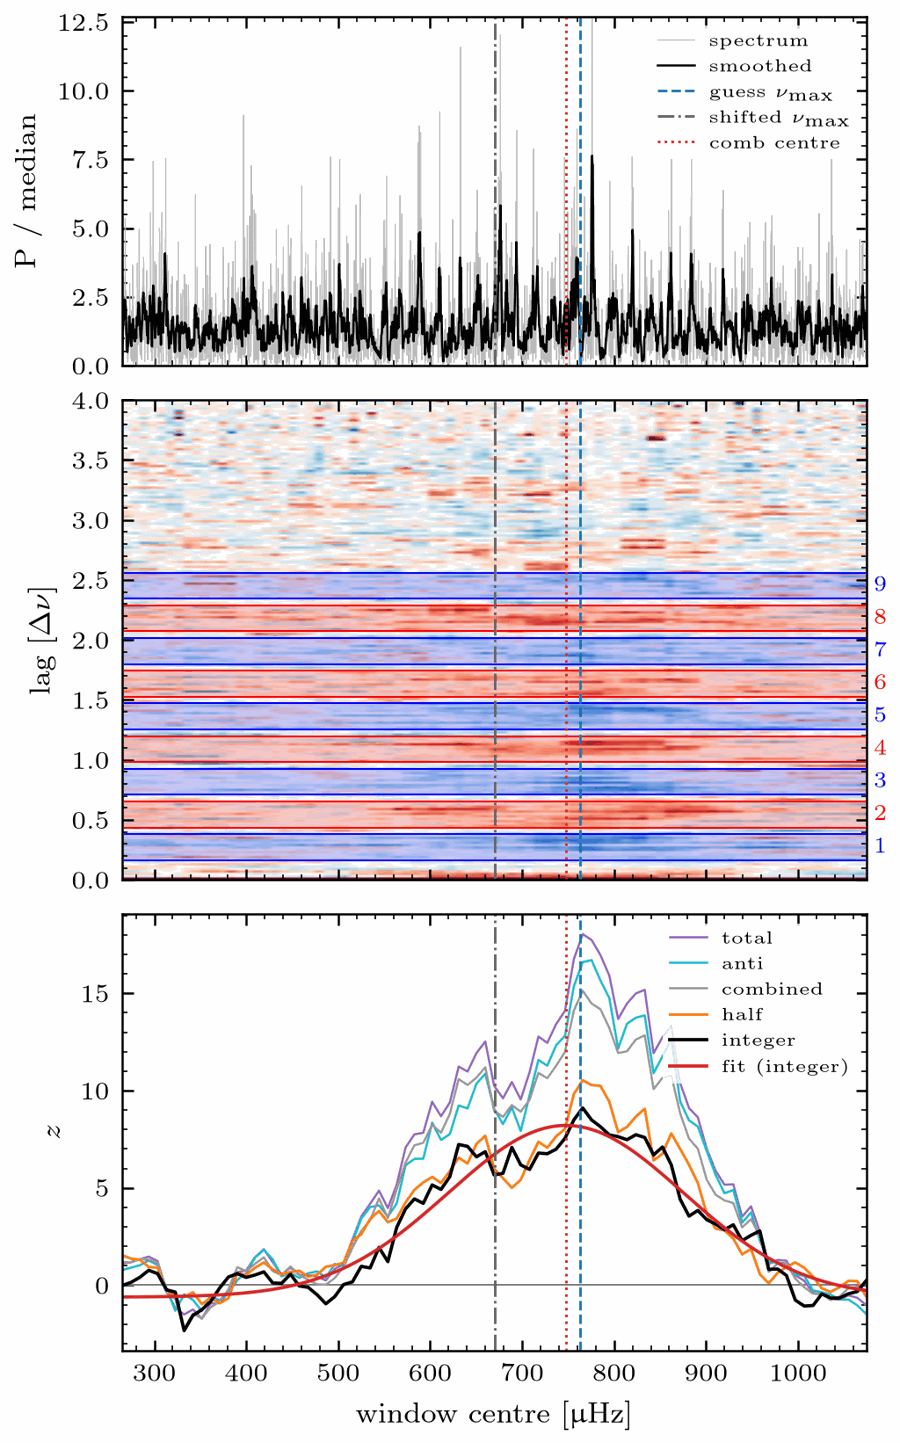 12.5
10.0
7.5
5.0
2.5
0.0
P / median
spectrum
smoothed
guess νmax
shifted νmax
comb centre
4.0
3.5
3.0
2.5
2.0
1.5
1.0
0.5
0.0
lag [Δν]
9
8
7
6
5
4
3
2
1
15
10
5
0
z
total
anti
combined
half
integer
fit (integer)
300 400 500 600 700 800 900 1000
window centre [μHz]